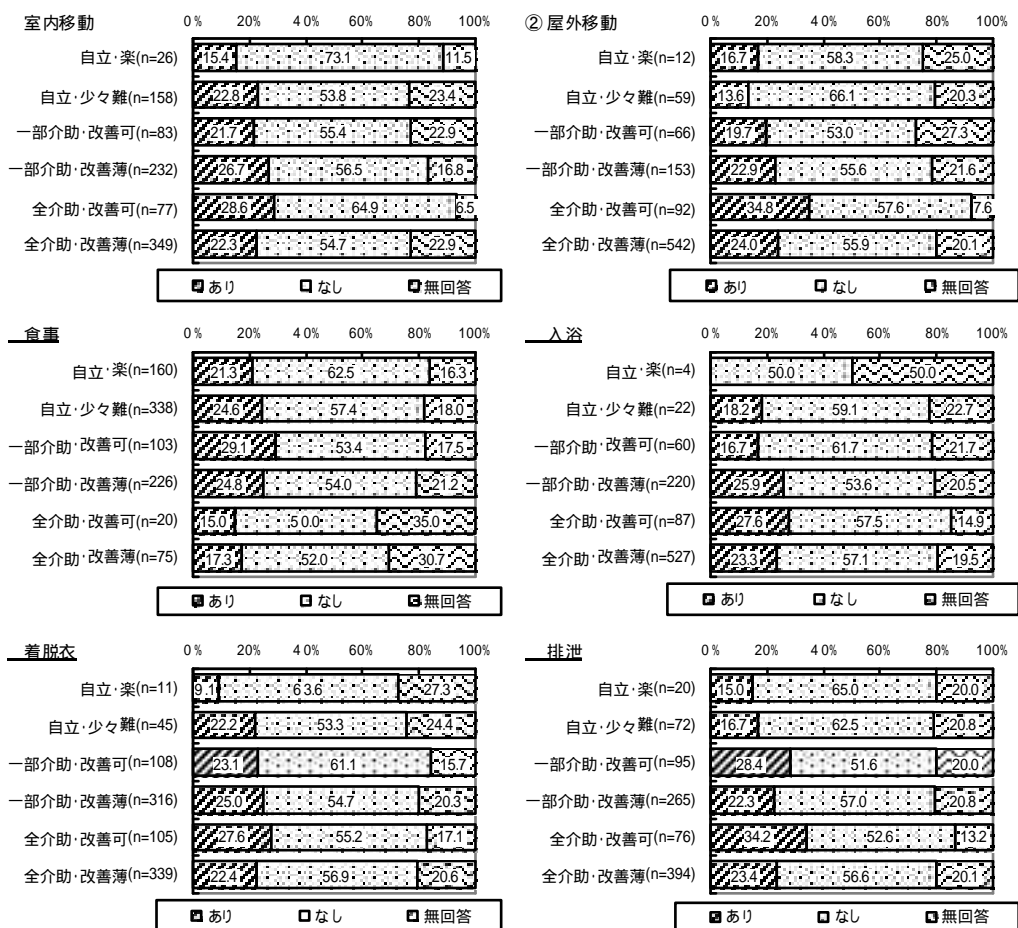 室内移動
0% 20% 40% 60% 80% 100%
自立・楽(n=26) 15.4 73.1 11.5
自立・少々難(n=158) 22.8 53.8 23.4
一部介助・改善可(n=83) 21.7 55.4 22.9
一部介助・改善薄(n=232) 26.7 56.5 16.8
全介助・改善可(n=77) 28.6 64.9 6.5
全介助・改善薄(n=349) 22.3 54.7 22.9
あり なし 無回答
② 屋外移動
0% 20% 40% 60% 80% 100%
自立・楽(n=12) 16.7 58.3 25.0
自立・少々難(n=59) 13.6 66.1 20.3
一部介助・改善可(n=66) 19.7 53.0 27.3
一部介助・改善薄(n=153) 22.9 55.6 21.6
全介助・改善可(n=92) 34.8 57.6 7.6
全介助・改善薄(n=542) 24.0 55.9 20.1
あり なし 無回答
食事
0% 20% 40% 60% 80% 100%
自立・楽(n=160) 21.3 62.5 16.3
自立・少々難(n=338) 24.6 57.4 18.0
一部介助・改善可(n=103) 29.1 53.4 17.5
一部介助・改善薄(n=226) 24.8 54.0 21.2
全介助・改善可(n=20) 15.0 50.0 35.0
全介助・改善薄(n=75) 17.3 52.0 30.7
あり なし 無回答
入浴
0% 20% 40% 60% 80% 100%
自立・楽(n=4) 50.0 50.0
自立・少々難(n=22) 18.2 59.1 22.7
一部介助・改善可(n=60) 16.7 61.7 21.7
一部介助・改善薄(n=220) 25.9 53.6 20.5
全介助・改善可(n=87) 27.6 57.5 14.9
全介助・改善薄(n=527) 23.3 57.1 19.5
あり なし 無回答
着脱衣
0% 20% 40% 60% 80% 100%
自立・楽(n=11) 9.1 63.6 27.3
自立・少々難(n=45) 22.2 53.3 24.4
一部介助・改善可(n=108) 23.1 61.1 15.7
一部介助・改善薄(n=316) 25.0 54.7 20.3
全介助・改善可(n=105) 27.6 55.2 17.1
全介助・改善薄(n=339) 22.4 56.9 20.6
あり なし 無回答
排泄
0% 20% 40% 60% 80% 100%
自立・楽(n=20) 15.0 65.0 20.0
自立・少々難(n=72) 16.7 62.5 20.8
一部介助・改善可(n=95) 28.4 51.6 20.0
一部介助・改善薄(n=265) 22.3 57.0 20.8
全介助・改善可(n=76) 34.2 52.6 13.2
全介助・改善薄(n=394) 23.4 56.6 20.1
あり なし 無回答